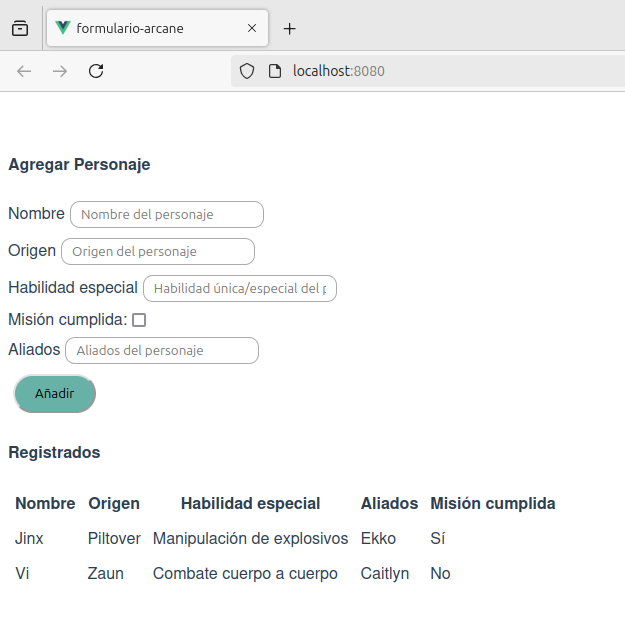 formulario-arcane
localhost:8080
Agregar Personaje
Nombre Nombre del personaje
Origen Origen del personaje
Habilidad especial Habilidad única/especial del p
Misión cumplida:
Aliados Aliados del personaje
Añadir
Registrados
Nombre Origen Habilidad especial Aliados Misión cumplida
Jinx Piltover Manipulación de explosivos Ekko Sí
Vi Zaun Combate cuerpo a cuerpo Caitlyn No